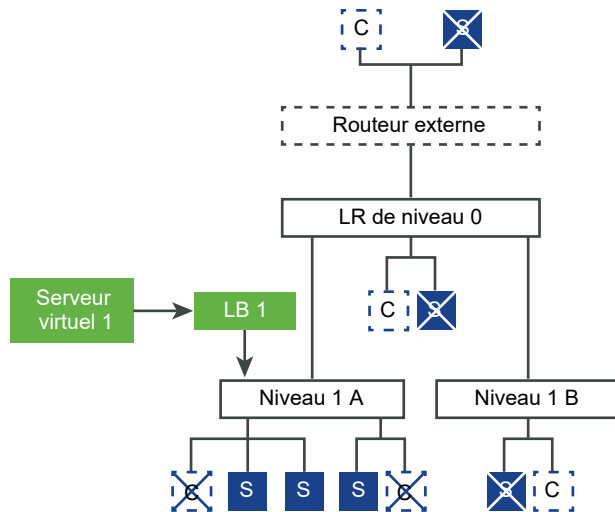 C S
Routeur externe
LR de niveau 0
C S
Serveur
virtuel 1
LB 1
Niveau 1 A
Niveau 1 B
C S S S C
S C